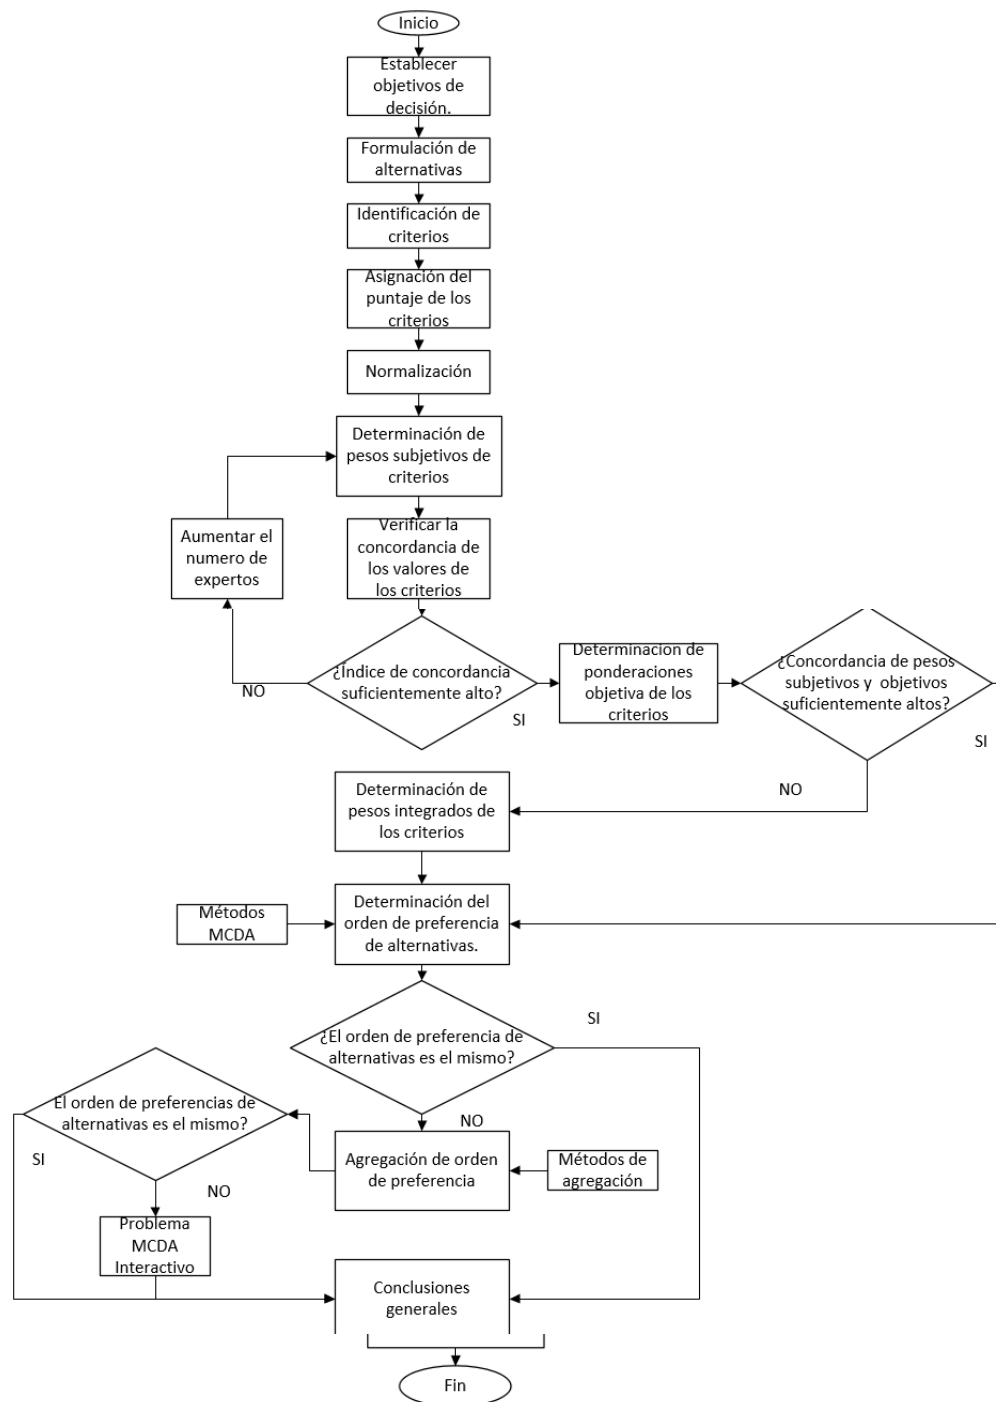 Inicio
Establecer
objetivos de
decisión.
Formulación de
alternativas
Identificación de
criterios
Asignación del
puntaje de los
criterios
Normalización
Determinación de
pesos subjetivos de
criterios
Aumentar el
numero de
expertos
Verificar la
concordancia de
los valores de
los criterios
¿Índice de concordancia
suficientemente alto?
NO
SI
Determinacion de
ponderaciones
objetiva de los
criterios
¿Concordancia de pesos
subjetivos y objetivos
suficientemente altos?
SI
NO
Determinación de
pesos integrados de
los criterios
Métodos
MCDA
Determinación del
orden de preferencia
de alternativas.
¿El orden de preferencia de
alternativas es el mismo?
SI
NO
El orden de preferencias de
alternativas es el mismo?
SI
NO
Agregación de orden
de preferencia
Métodos de
agregación
Problema
MCDA
Interactivo
Conclusiones
generales
Fin